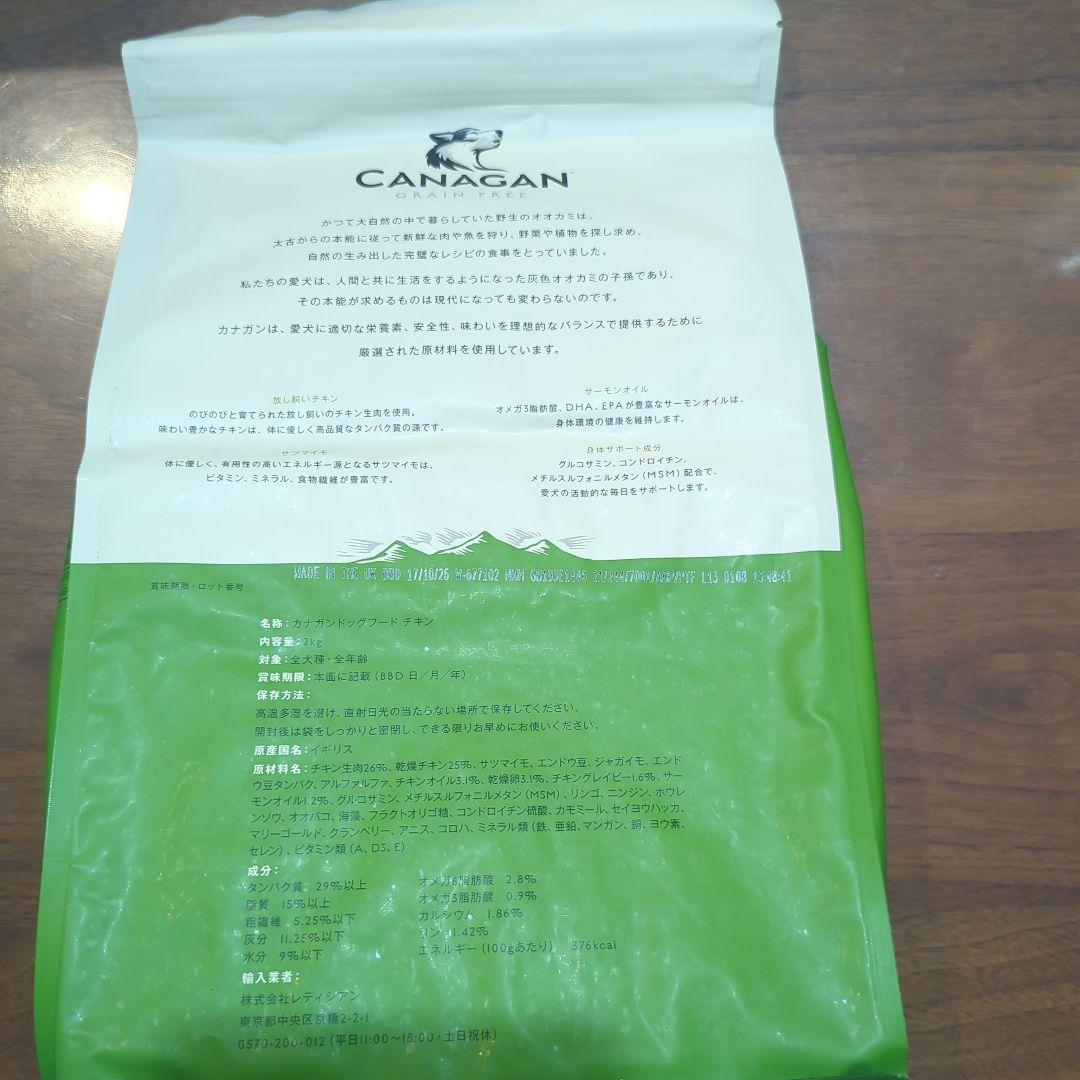 CANAGAN
GRAIN FREE
かつて大自然の中で暮らしていた野生のオオカミは、
太古からの本能に従って新鮮な肉や魚を狩り、野菜や植物を探し求め、
自然の生み出した完璧なレシピの食事をとっていました。
私たちの愛犬は、人間と共に生活をするようになった灰色オオカミの子孫であり、
その本能が求めるものは現代になっても変わらないのです。
カナガンは、愛犬に適切な栄養素、安全性、味わいを理想的なバランスで提供するために
厳選された原材料を使用しています。
放し飼いチキン
のびのびと育てられた放し飼いのチキン生肉を使用。
味わい豊かなチキンは、体に優しく高品質なタンパク質の源です。
サツマイモ
体に優しく、有用性の高いエネルギー源となるサツマイモは、
ビタミン、ミネラル、食物繊維が豊富です。
サーモンオイル
オメガ3脂肪酸、DHA、EPAが豊富なサーモンオイルは、
身体環境の健康を維持します。
身体サポート成分
グルコサミン、コンドロイチン、
メチルスルフォニルメタン（MSM）配合で、
愛犬の活動的な毎日をサポートします。
MADE IN THE UK BBD 17/10/26 L13
賞味期限・ロット番号
名称：カナガンドッグフード チキン
内容量：2kg
対象：全犬種・全年齢
賞味期限：本面に記載（BBD 日／月／年）
保存方法：
高温多湿を避け、直射日光の当たらない場所で保存してください。
開封後は袋をしっかりと密閉し、できる限りお早めにお使いください。
原産国名：イギリス
原材料名：チキン生肉26％、乾燥チキン25％、サツマイモ、エンドウ豆、ジャガイモ、エンド
ウ豆タンパク、アルファルファ、チキンオイル3.1％、乾燥卵3.1％、チキングレイビー1.6％、サー
モンオイル1.2％、グルコサミン、メチルスルフォニルメタン（MSM）、リンゴ、ニンジン、ホウレ
ンソウ、オオバコ、海藻、フラクトオリゴ糖、コンドロイチン硫酸、カモミール、セイヨウハッカ、
マリーゴールド、クランベリー、アニス、コロハ、ミネラル類（鉄、亜鉛、マンガン、銅、ヨウ素、
セレン）、ビタミン類（A、D3、E）
成分：
タンパク質 29％以上
脂質 15％以上
粗繊維 5.25％以下
灰分 11.25％以下
水分 9％以下
オメガ6脂肪酸 2.8％
オメガ3脂肪酸 0.9％
カルシウム 1.86％
リン 1.42％
エネルギー（100gあたり） 376kcal
輸入業者：
株式会社レティシアン
東京都中央区京橋2-2-1
0570-200-012（平日11:00～18:00・土日祝休）